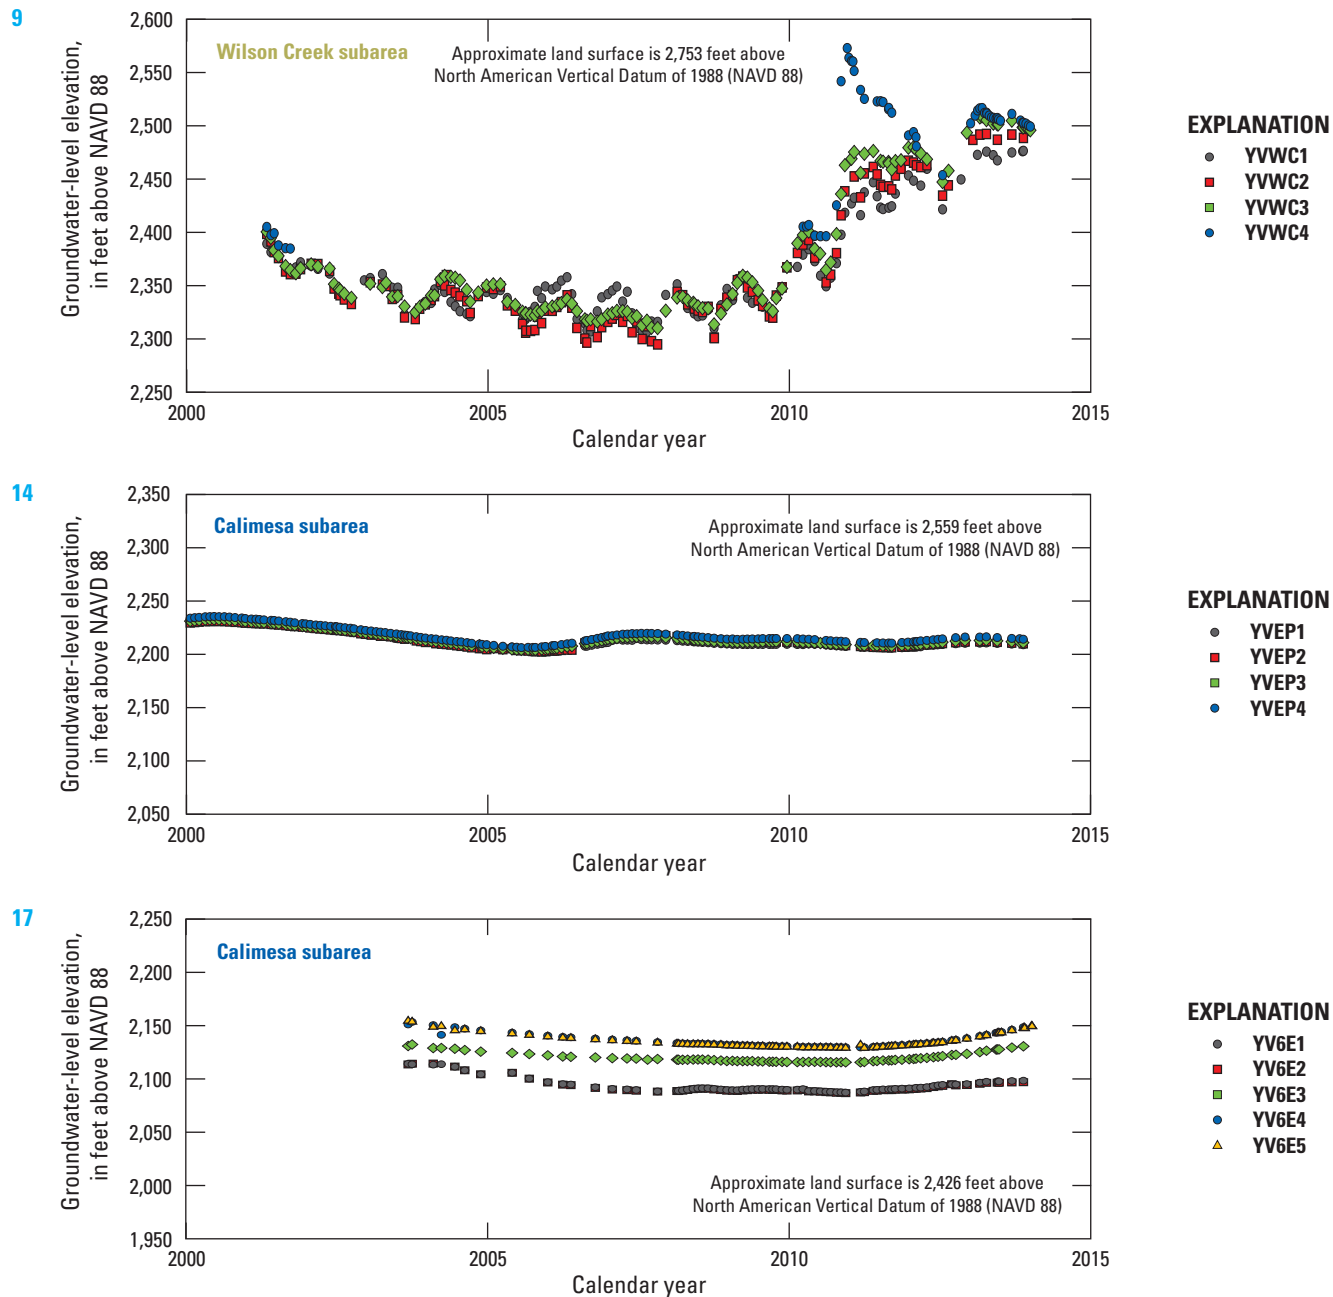 9
Groundwater-level elevation,
in feet above NAVD 88
2,600
2,550
2,500
2,450
2,400
2,350
2,300
2,250
Wilson Creek subarea
Approximate land surface is 2,753 feet above
North American Vertical Datum of 1988 (NAVD 88)
2000
2005
2010
2015
Calendar year
EXPLANATION
YVWC1
YVWC2
YVWC3
YVWC4
14
Groundwater-level elevation,
in feet above NAVD 88
2,350
2,300
2,250
2,200
2,150
2,100
2,050
Calimesa subarea
Approximate land surface is 2,559 feet above
North American Vertical Datum of 1988 (NAVD 88)
2000
2005
2010
2015
Calendar year
EXPLANATION
YVEP1
YVEP2
YVEP3
YVEP4
17
Groundwater-level elevation,
in feet above NAVD 88
2,250
2,200
2,150
2,100
2,050
2,000
1,950
Calimesa subarea
Approximate land surface is 2,426 feet above
North American Vertical Datum of 1988 (NAVD 88)
2000
2005
2010
2015
Calendar year
EXPLANATION
YV6E1
YV6E2
YV6E3
YV6E4
YV6E5